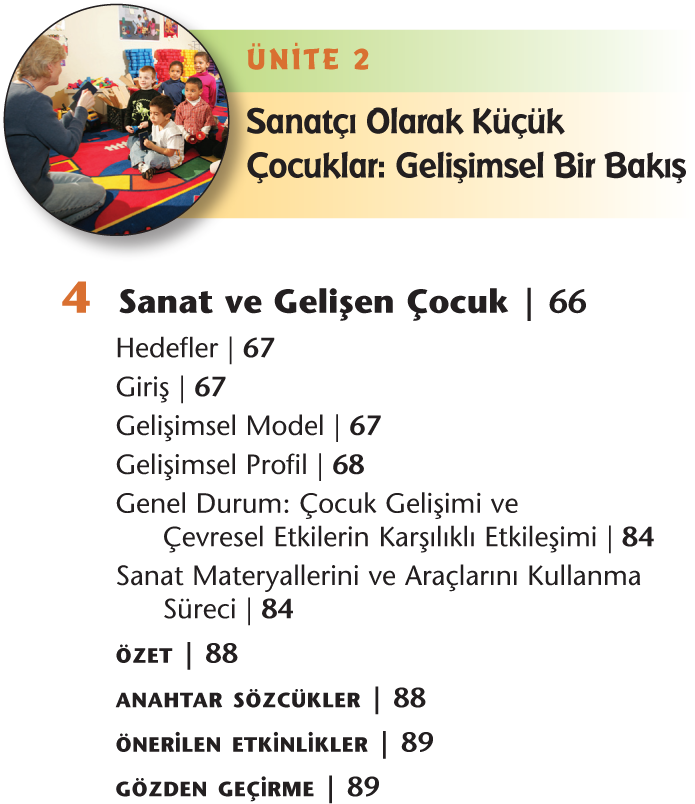 ÜNİTE 2
Sanatçı Olarak Küçük
Çocuklar: Gelişimsel Bir Bakış
4 Sanat ve Gelişen Çocuk | 66
Hedefler | 67
Giriş | 67
Gelişimsel Model | 67
Gelişimsel Profil | 68
Genel Durum: Çocuk Gelişimi ve
Çevresel Etkilerin Karşılıklı Etkileşimi | 84
Sanat Materyallerini ve Araçlarını Kullanma
Süreci | 84
ÖZET | 88
ANAHTAR SÖZCÜKLER | 88
ÖNERİLEN ETKİNLİKLER | 89
GÖZDEN GEÇİRME | 89